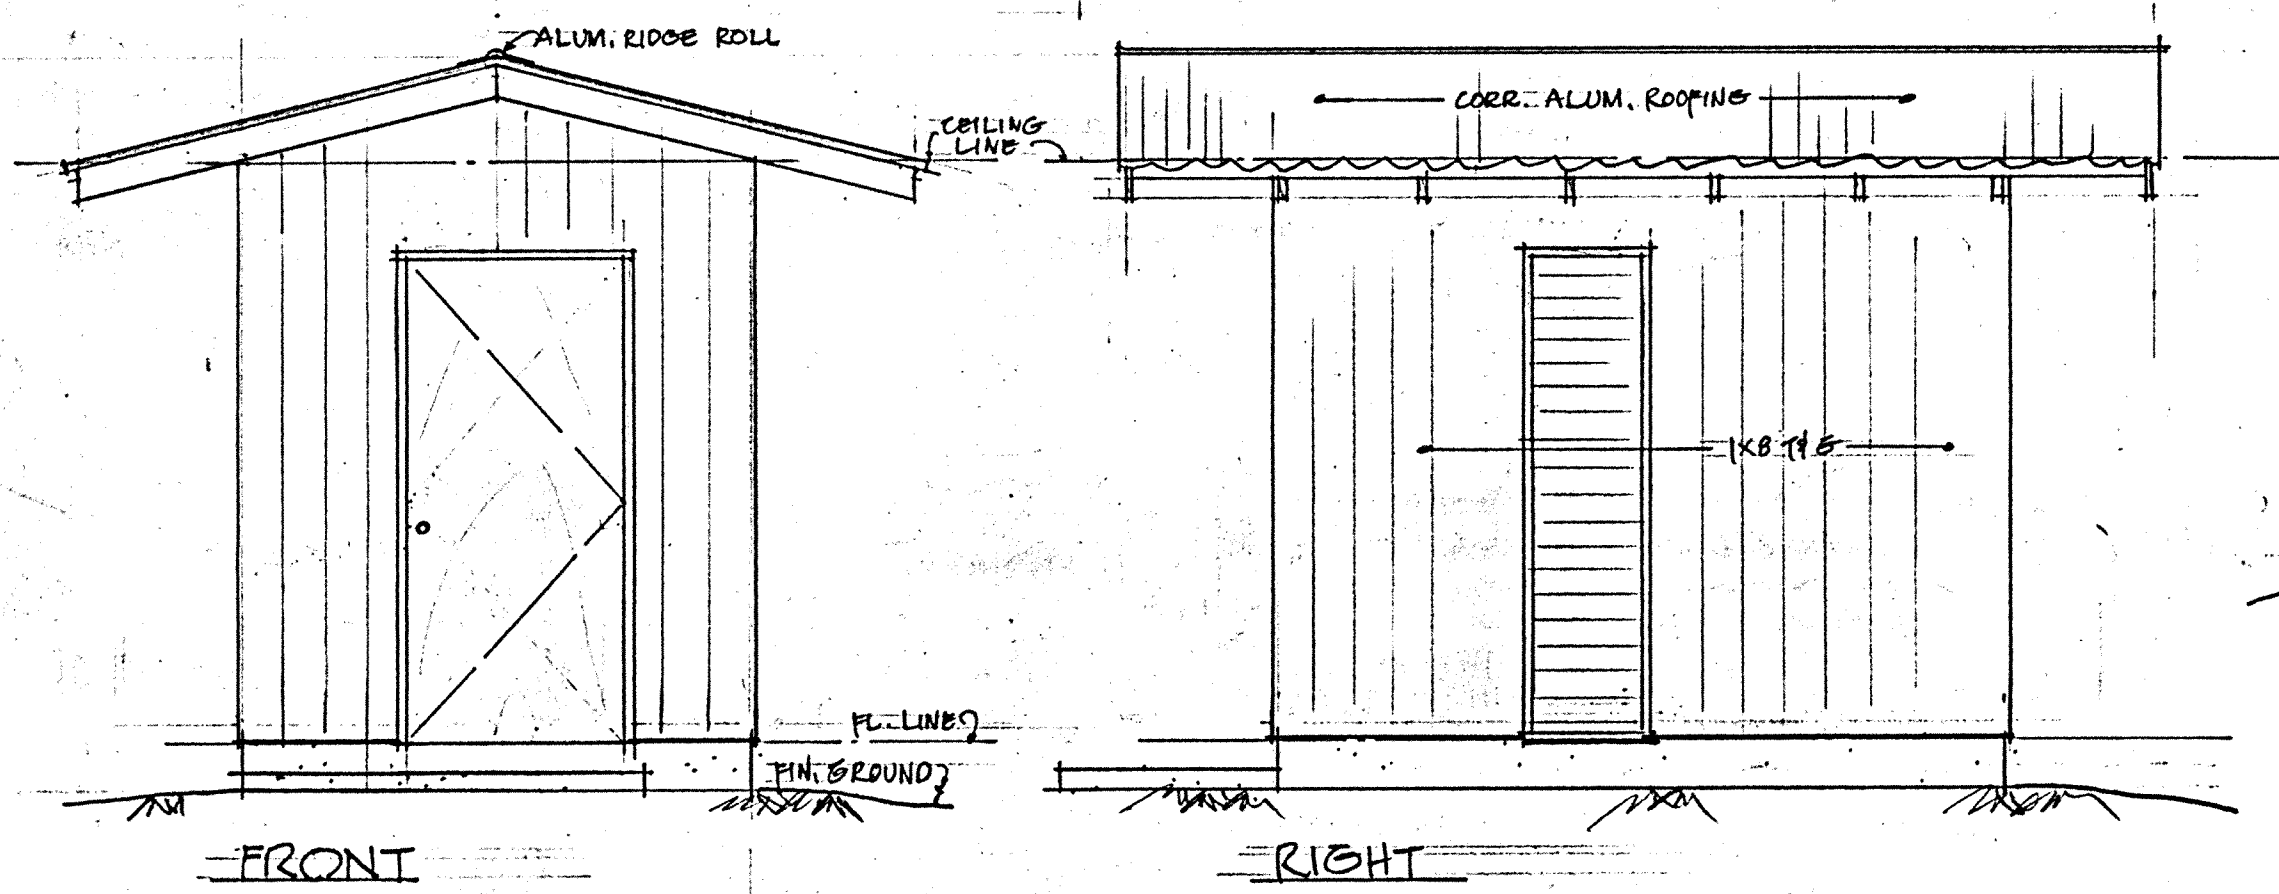 ALUM. RIDGE ROLL
CORR. ALUM. ROOFING
CEILING
LINE
1X8 T&G
FL. LINE
FIN. GROUND
FRONT
RIGHT